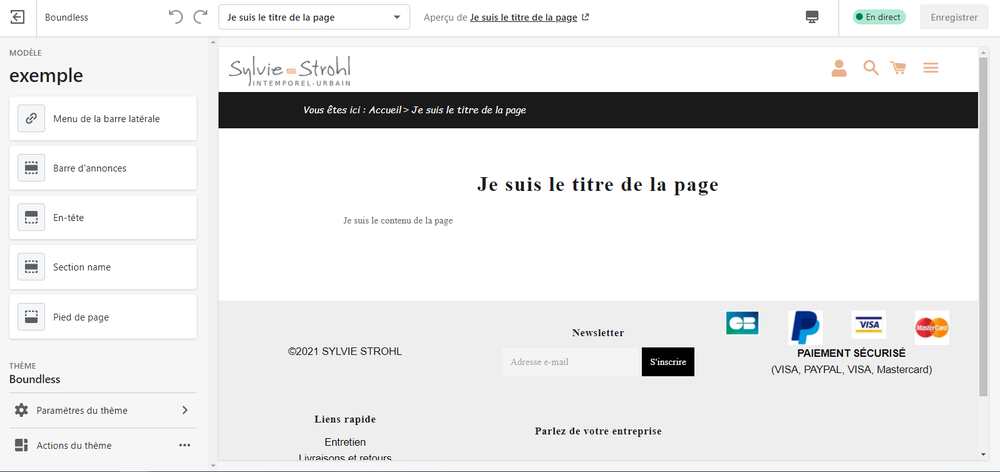 Boundless
Je suis le titre de la page
Aperçu de Je suis le titre de la page
En direct
Enregistrer
MODÈLE
exemple
Menu de la barre latérale
Barre d'annonces
En-tête
Section name
Pied de page
THÈME
Boundless
Paramètres du thème
Actions du thème
Sylvie Strohl
INTEMPOREL-URBAIN
Vous êtes ici : Accueil > Je suis le titre de la page
Je suis le titre de la page
Je suis le contenu de la page
©2021 SYLVIE STROHL
Newsletter
Adresse e-mail
S'inscrire
CB
VISA
MasterCard
PAIEMENT SÉCURISÉ
(VISA, PAYPAL, VISA, Mastercard)
Liens rapide
Entretien
Livraisons et retours
Parlez de votre entreprise